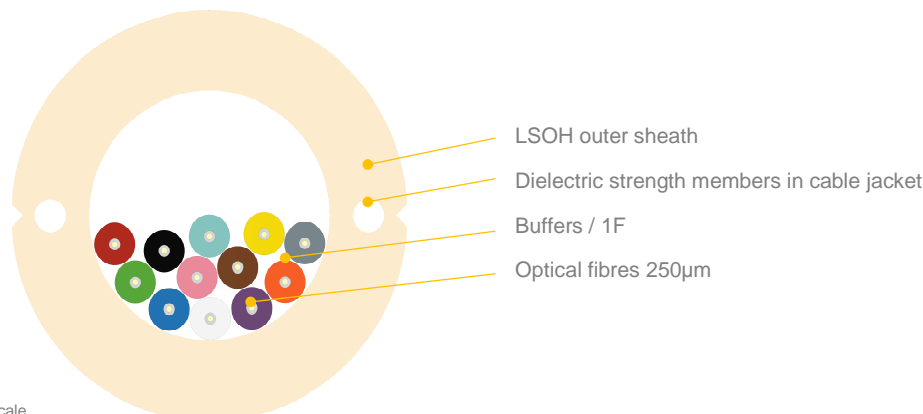 LSOH outer sheath
Dielectric strength members in cable jacket
Buffers / 1F
Optical fibres 250µm